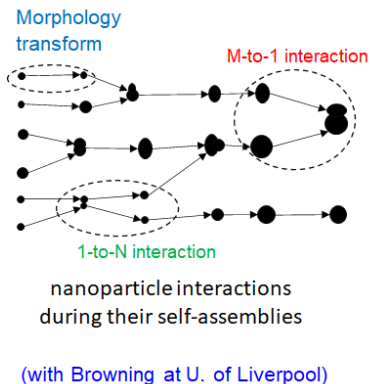 Morphology
transform
M-to-1 interaction
1-to-N interaction
nanoparticle interactions
during their self-assemblies
(with Browning at U. of Liverpool)